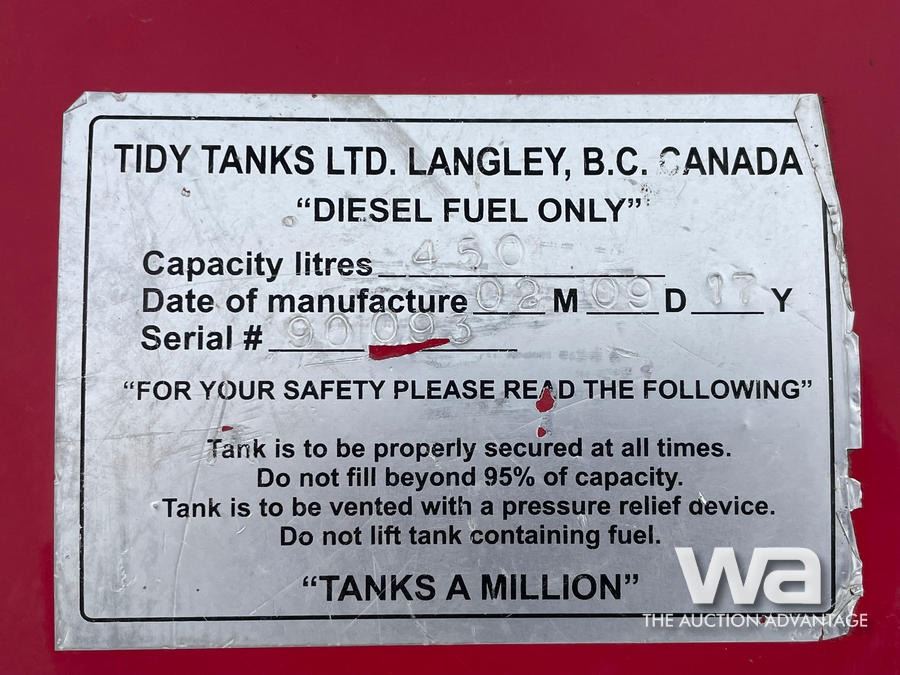 TIDY TANKS LTD. LANGLEY, B.C. CANADA
“DIESEL FUEL ONLY”
Capacity litres 450
Date of manufacture 02 M 09 D 17 Y
Serial # 90093
“FOR YOUR SAFETY PLEASE READ THE FOLLOWING”
Tank is to be properly secured at all times.
Do not fill beyond 95% of capacity.
Tank is to be vented with a pressure relief device.
Do not lift tank containing fuel.
“TANKS A MILLION”
wa
THE AUCTION ADVANTAGE